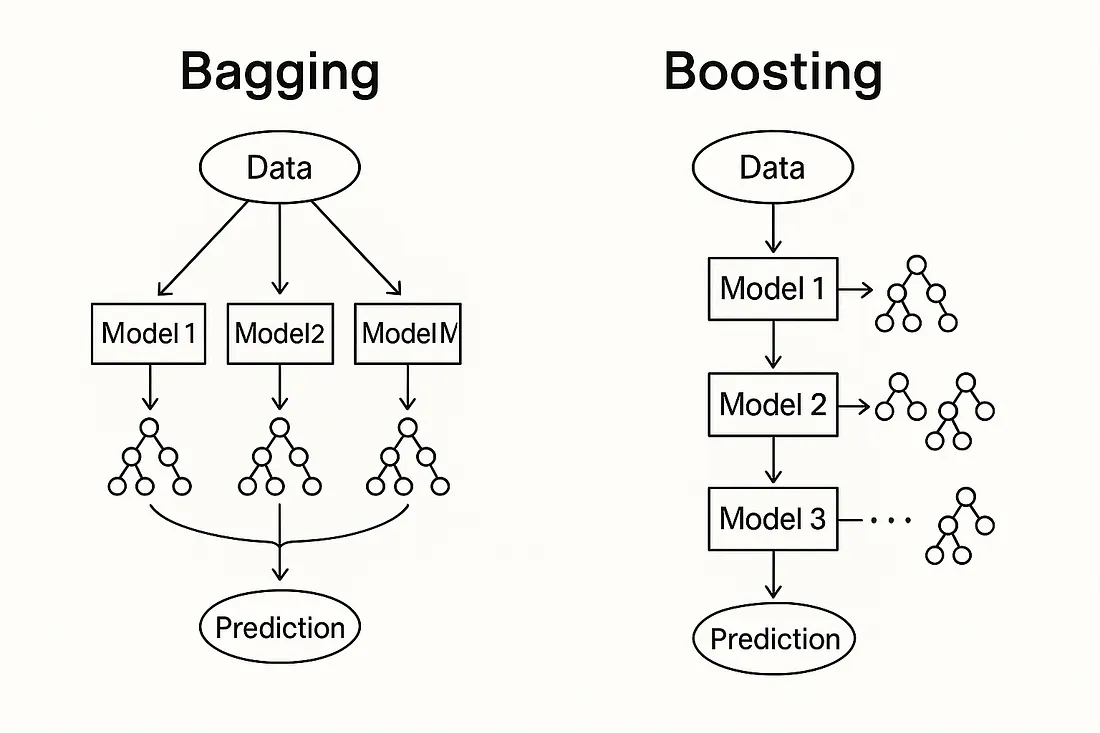 Bagging
Data
Model 1
Model2
ModelM
Prediction
Boosting
Data
Model 1
Model 2
Model 3
...
Prediction